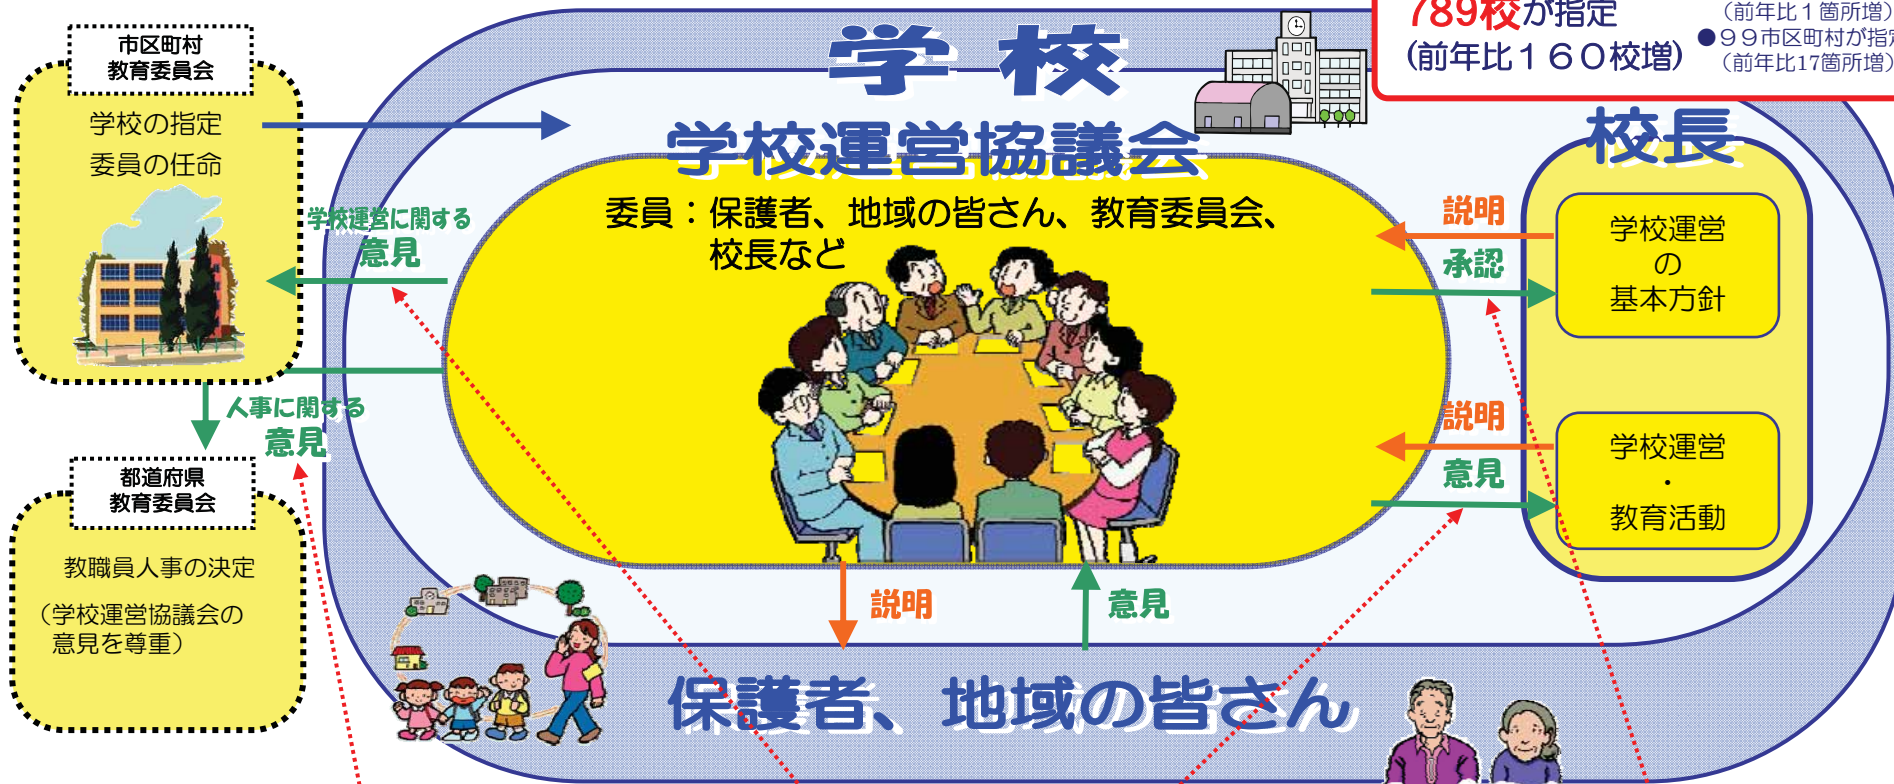 市区町村
教育委員会
学校の指定
委員の任命
学校
789校が指定
(前年比１６０校増)
(前年比１箇所増)
●９９市区町村が指定
(前年比17箇所増)
学校運営協議会
委員：保護者、地域の皆さん、教育委員会、
校長など
校長
学校運営に関する
意見
説明
承認
学校運営
の
基本方針
人事に関する
意見
説明
意見
学校運営
・
教育活動
都道府県
教育委員会
教職員人事の決定
（学校運営協議会の
意見を尊重）
説明
意見
保護者、地域の皆さん